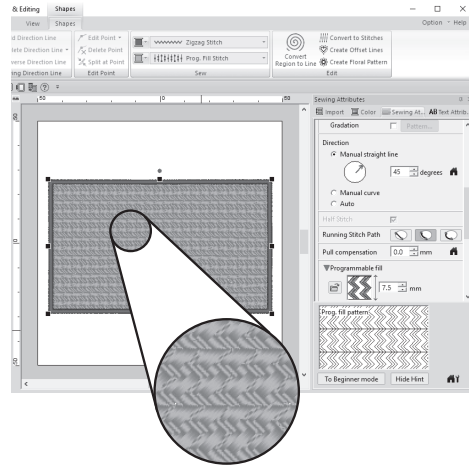 & Editing Shapes
View Shapes Option Help
d Direction Line Edit Point Zigzag Stitch Convert to Stitches
lete Direction Line Delete Point Create Offset Lines
verse Direction Line Split at Point Prog. Fill Stitch Convert Region to Line Create Floral Pattern
ing Direction Line Edit Point Sew Edit
50 0 50
Sewing Attributes
Import Color Sewing At... AB Text Attrib.
Gradation Pattern...
Direction
Manual straight line
45 degrees
Manual curve
Auto
Half Stitch
Running Stitch Path
Pull compensation 0.0 mm
Programmable fill
7.5 mm
Prog. fill pattern
To Beginner mode Hide Hint